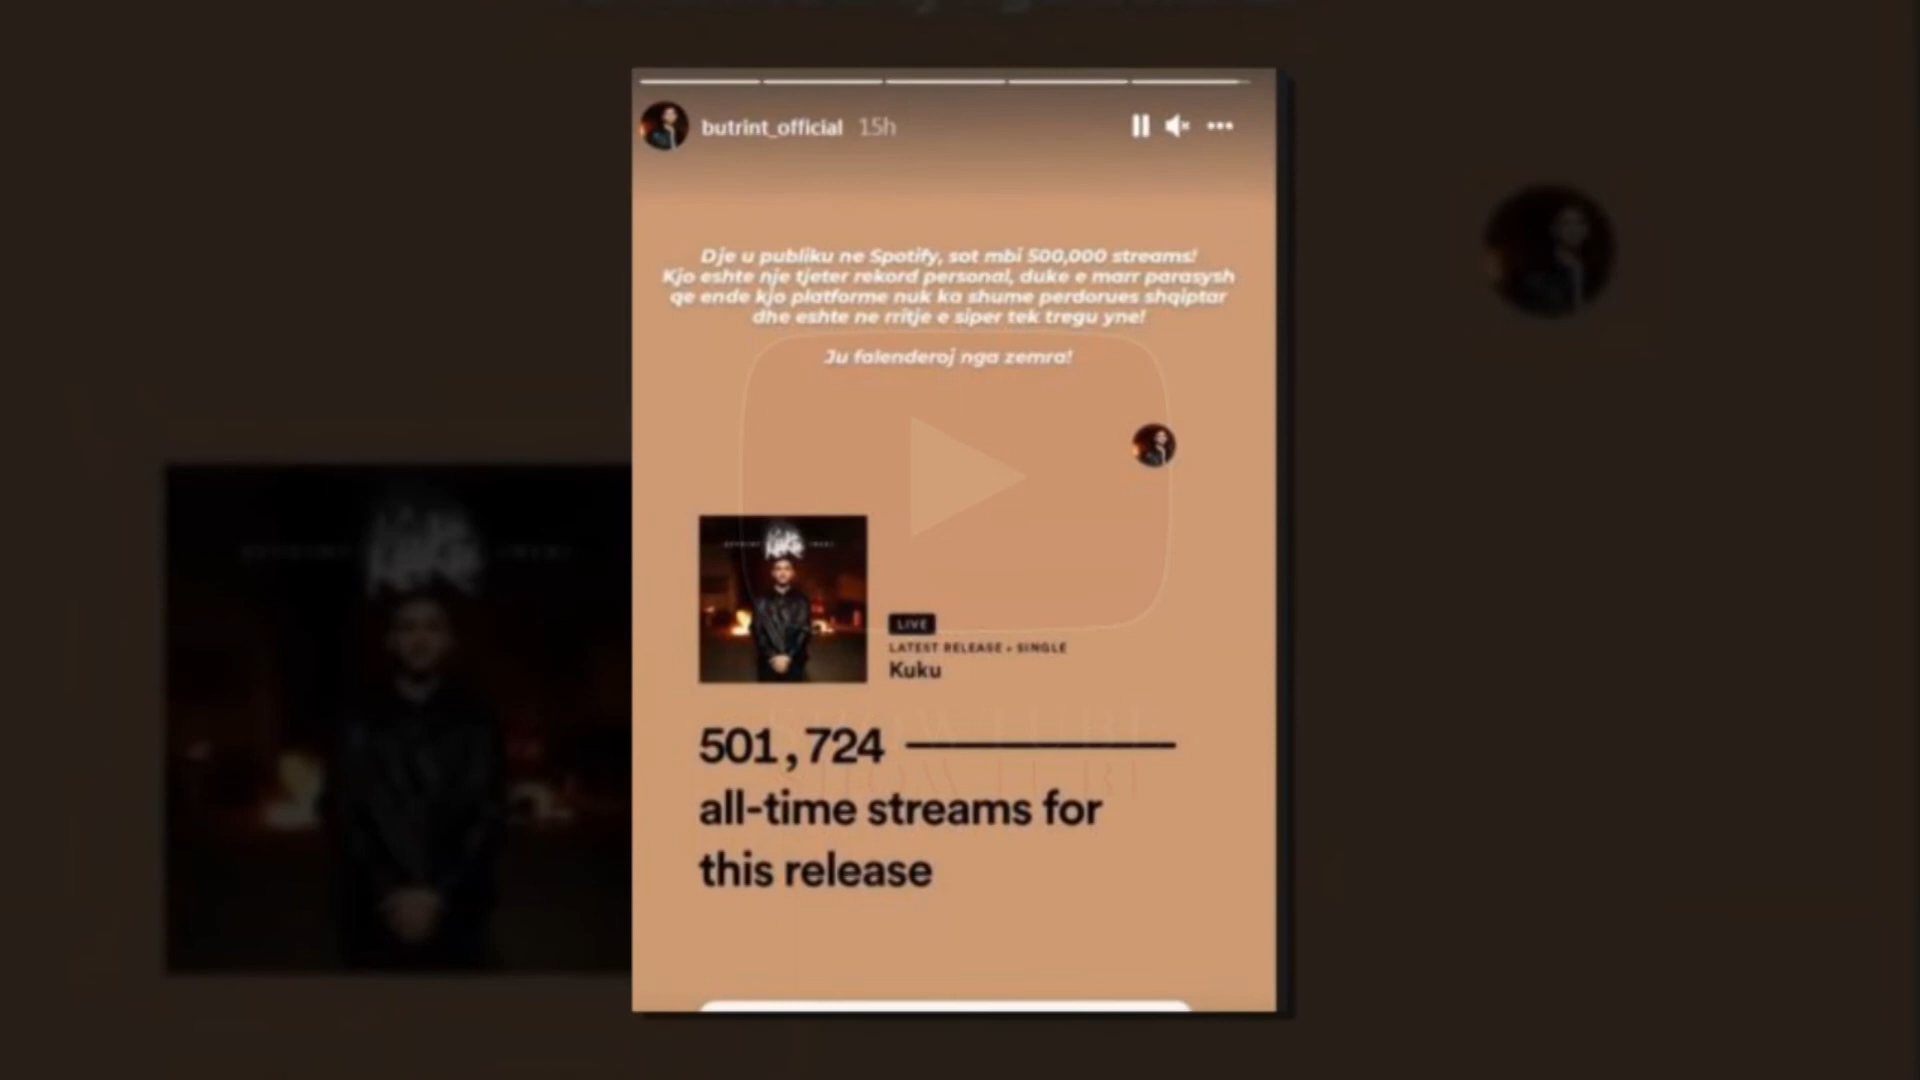 butrint_official 15h
Dje u publiku ne Spotify, sot mbi 500,000 streams!
Kjo eshte nje tjeter rekord personal, duke e marr parasysh
qe ende kjo platforme nuk ka shume perdorues shqiptar
dhe eshte ne rritje e siper tek tregu yne!
Ju falenderoj nga zemra!
LIVE
LATEST RELEASE • SINGLE
Kuku
501,724
all-time streams for
this release